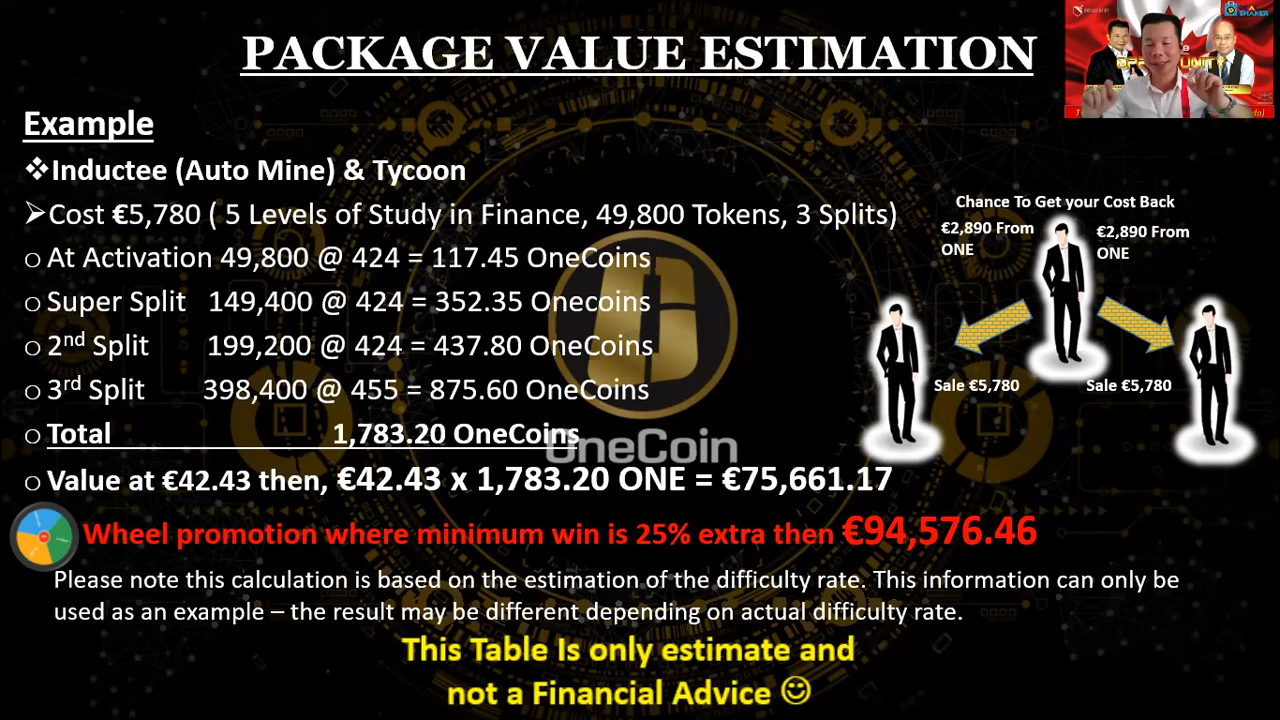 PACKAGE VALUE ESTIMATION
SHAKER
Example
❖Inductee (Auto Mine) & Tycoon
➢Cost €5,780 ( 5 Levels of Study in Finance, 49,800 Tokens, 3 Splits)
o At Activation 49,800 @ 424 = 117.45 OneCoins
o Super Split 149,400 @ 424 = 352.35 Onecoins
o 2nd Split 199,200 @ 424 = 437.80 OneCoins
o 3rd Split 398,400 @ 455 = 875.60 OneCoins
o Total 1,783.20 OneCoins
OneCoin
o Value at €42.43 then, €42.43 x 1,783.20 ONE = €75,661.17
Wheel promotion where minimum win is 25% extra then €94,576.46
Please note this calculation is based on the estimation of the difficulty rate. This information can only be
used as an example – the result may be different depending on actual difficulty rate.
This Table Is only estimate and
not a Financial Advice ☺
Chance To Get your Cost Back
€2,890 From
ONE
€2,890 From
ONE
Sale €5,780
Sale €5,780